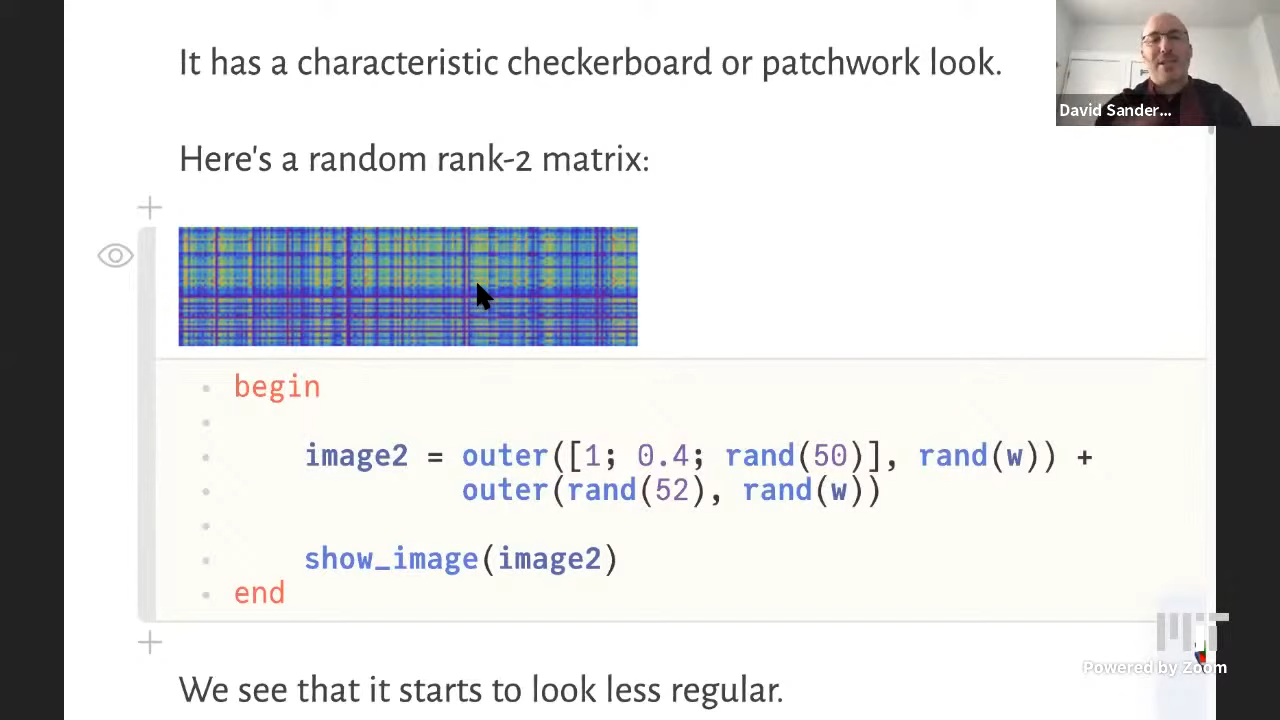 It has a characteristic checkerboard or patchwork look.
David Sander...
Here's a random rank-2 matrix:
begin
image2 = outer([1; 0.4; rand(50)], rand(w)) +
outer(rand(52), rand(w))
show_image(image2)
end
MIT
Powered by Zoom
We see that it starts to look less regular.